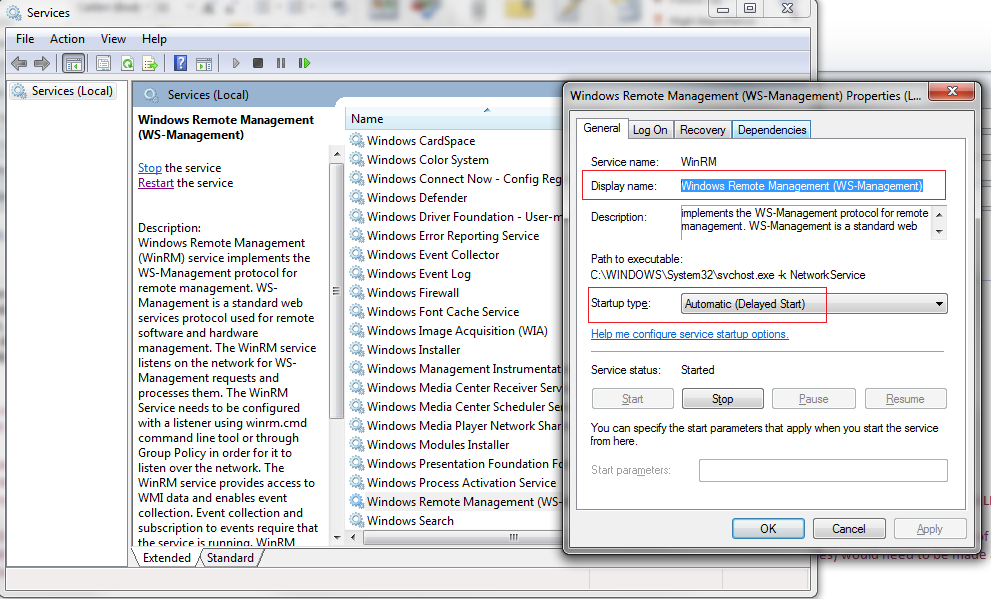 Services
File Action View Help
Services (Local)
Services (Local)
Windows Remote Management
(WS-Management)
Stop the service
Restart the service
Description:
Windows Remote Management
(WinRM) service implements the
WS-Management protocol for
remote management. WS-
Management is a standard web
services protocol used for remote
software and hardware
management. The WinRM service
listens on the network for WS-
Management requests and
processes them. The WinRM
Service needs to be configured
with a listener using winrm.cmd
command line tool or through
Group Policy in order for it to
listen over the network. The
WinRM service provides access to
WMI data and enables event
collection. Event collection and
subscription to events require that
the service is running. WinRM
Name
Windows CardSpace
Windows Color System
Windows Connect Now - Config Reg
Windows Defender
Windows Driver Foundation - User-m
Windows Error Reporting Service
Windows Event Collector
Windows Event Log
Windows Firewall
Windows Font Cache Service
Windows Image Acquisition (WIA)
Windows Installer
Windows Management Instrumentat
Windows Media Center Receiver Serv
Windows Media Center Scheduler Se
Windows Media Player Network Shar
Windows Modules Installer
Windows Presentation Foundation Fo
Windows Process Activation Service
Windows Remote Management (WS-
Windows Search
Extended Standard
Windows Remote Management (WS-Management) Properties (L...
General Log On Recovery Dependencies
Service name: WinRM
Display name: Windows Remote Management (WS-Management)
Description: implements the WS-Management protocol for remote
management. WS-Management is a standard web
Path to executable:
C:\WINDOWS\System32\svchost.exe -k NetworkService
Startup type: Automatic (Delayed Start)
Help me configure service startup options.
Service status: Started
Start Stop Pause Resume
You can specify the start parameters that apply when you start the service
from here.
Start parameters:
OK Cancel Apply
of
es) would need to be made